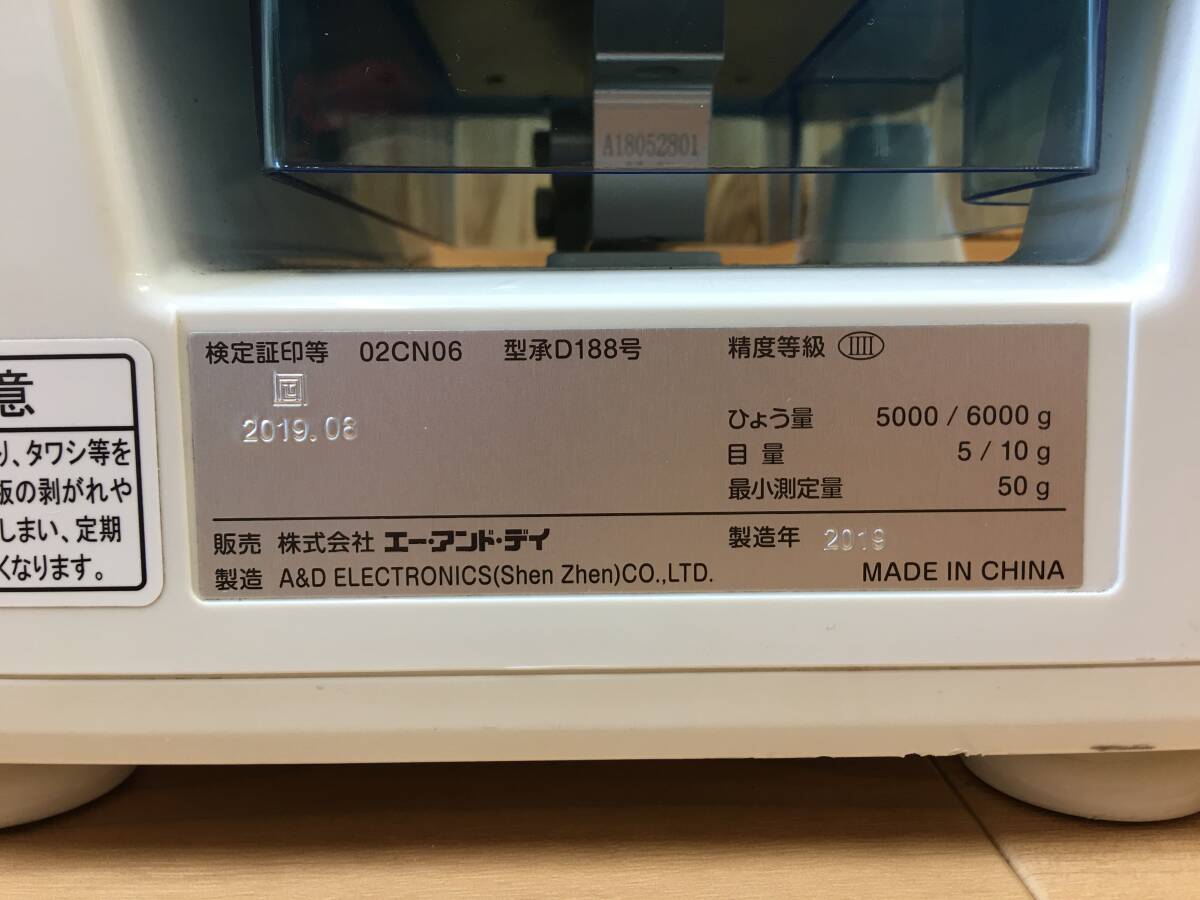 A18052801
検定証印等 02CN06 型承D188号 精度等級 IIII
正
2019.08
ひょう量 5000 / 6000 g
目 量 5 / 10 g
最小測定量 50 g
販売 株式会社 エー・アンド・デイ 製造年 2019
製造 A&D ELECTRONICS(Shen Zhen)CO.,LTD. MADE IN CHINA
意
り、タワシ等を
板の剥がれや
しまい、定期
くなります。